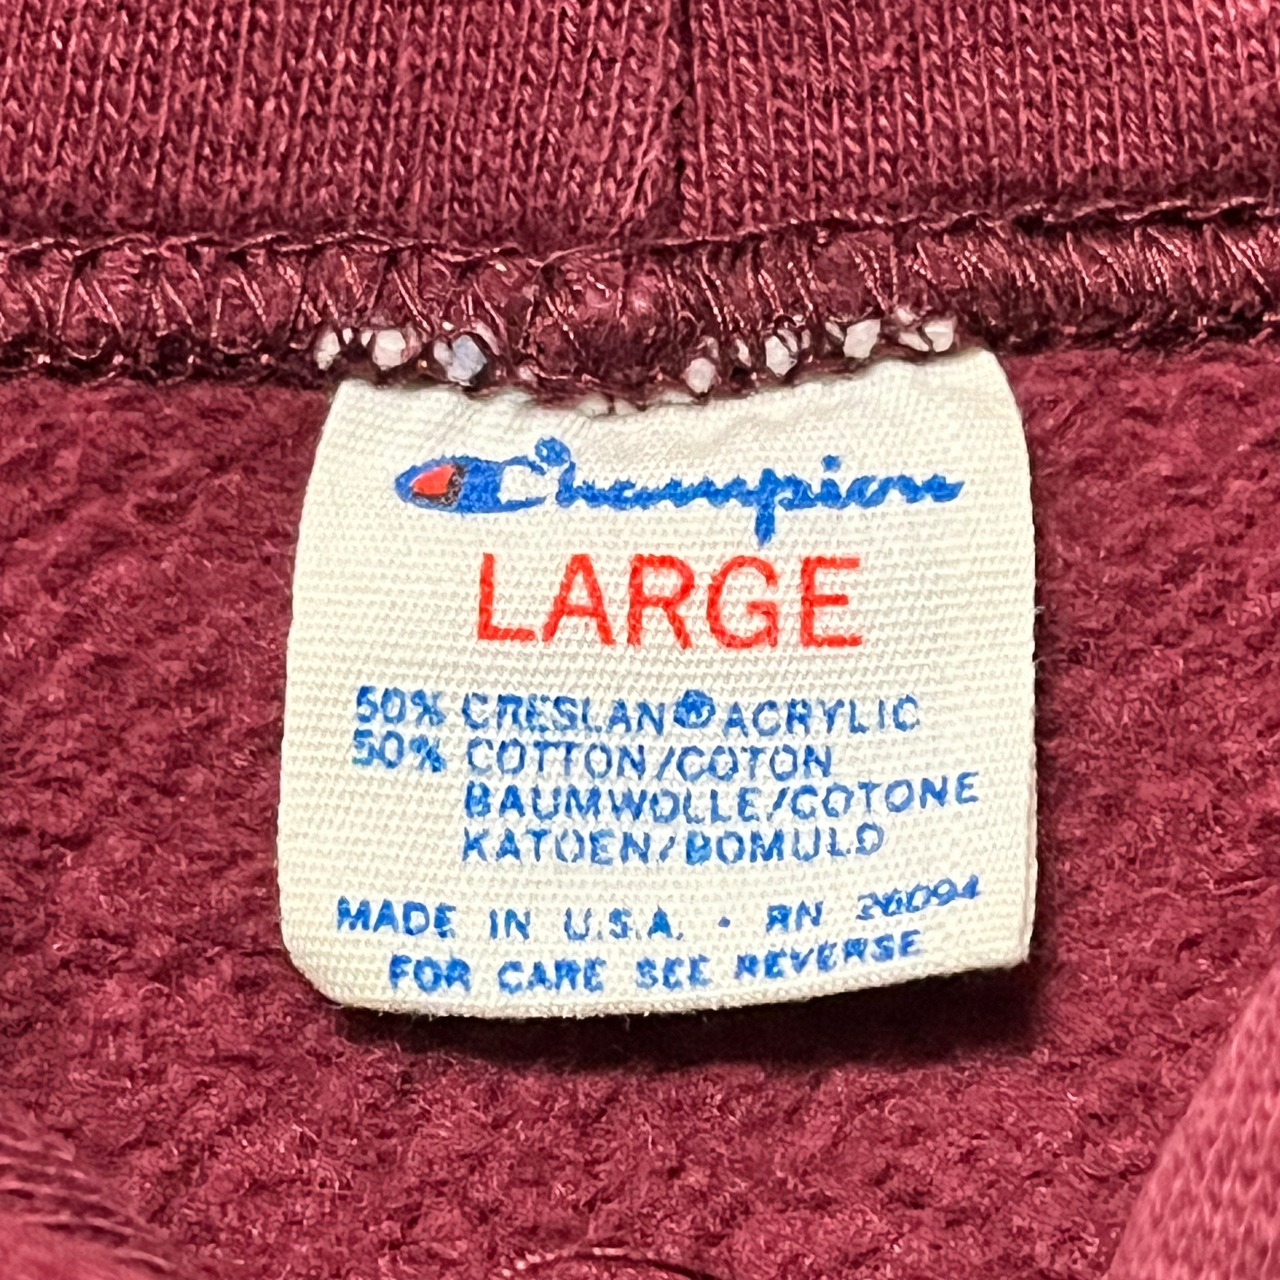 Champion
LARGE
50% CRESLAN® ACRYLIC
50% COTTON/COTON
BAUMWOLLE/COTONE
KATOEN/BOMULD
MADE IN U.S.A. · RN 26094
FOR CARE SEE REVERSE